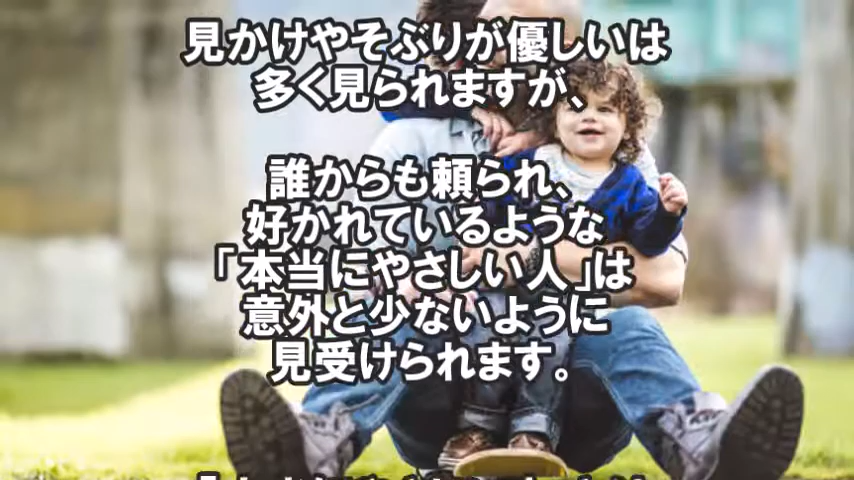 見かけやそぶりが優しいは
多く見られますが、
誰からも頼られ、
好かれているような
「本当にやさしい人」は
意外と少ないように
見受けられます。